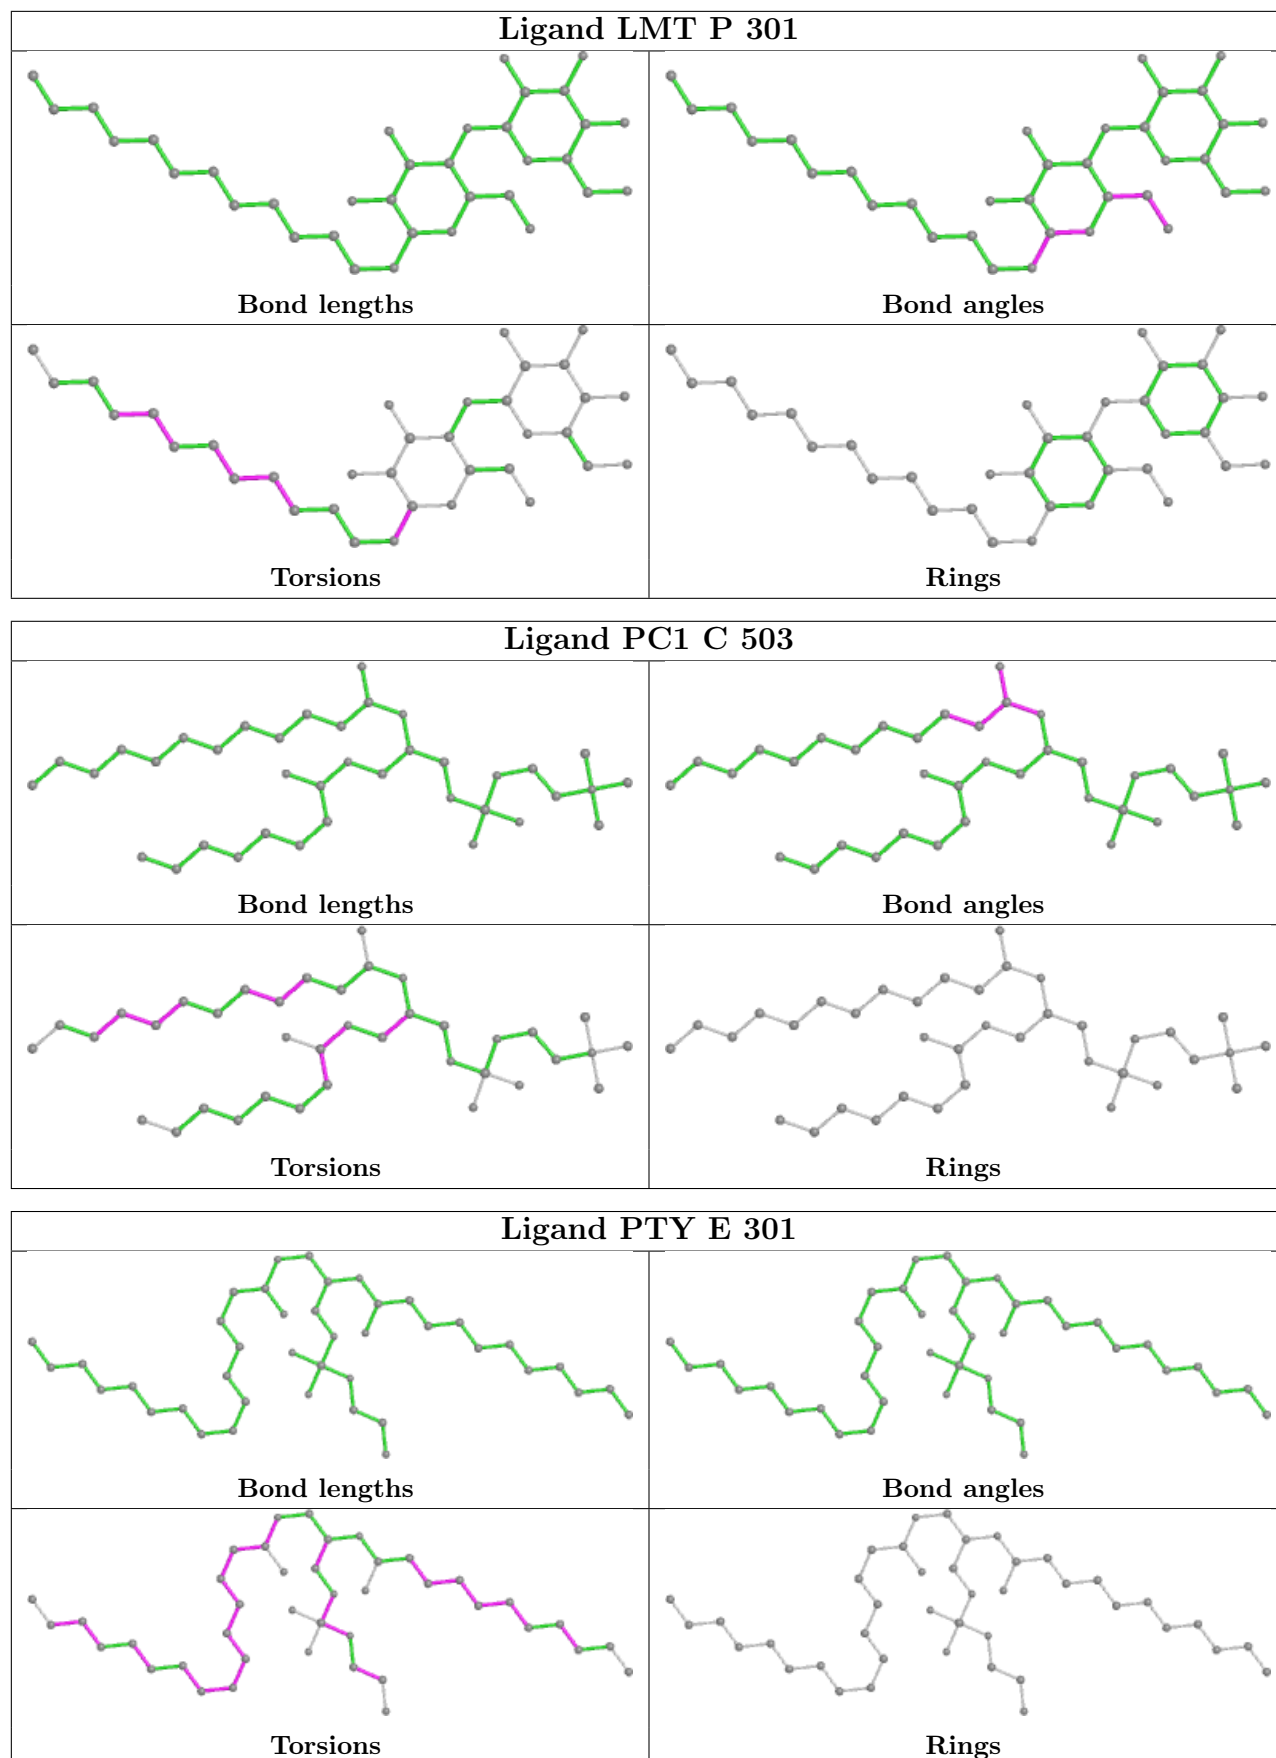 Ligand LMT P 301
Bond lengths
Bond angles
Torsions
Rings
Ligand PC1 C 503
Bond lengths
Bond angles
Torsions
Rings
Ligand PTY E 301
Bond lengths
Bond angles
Torsions
Rings